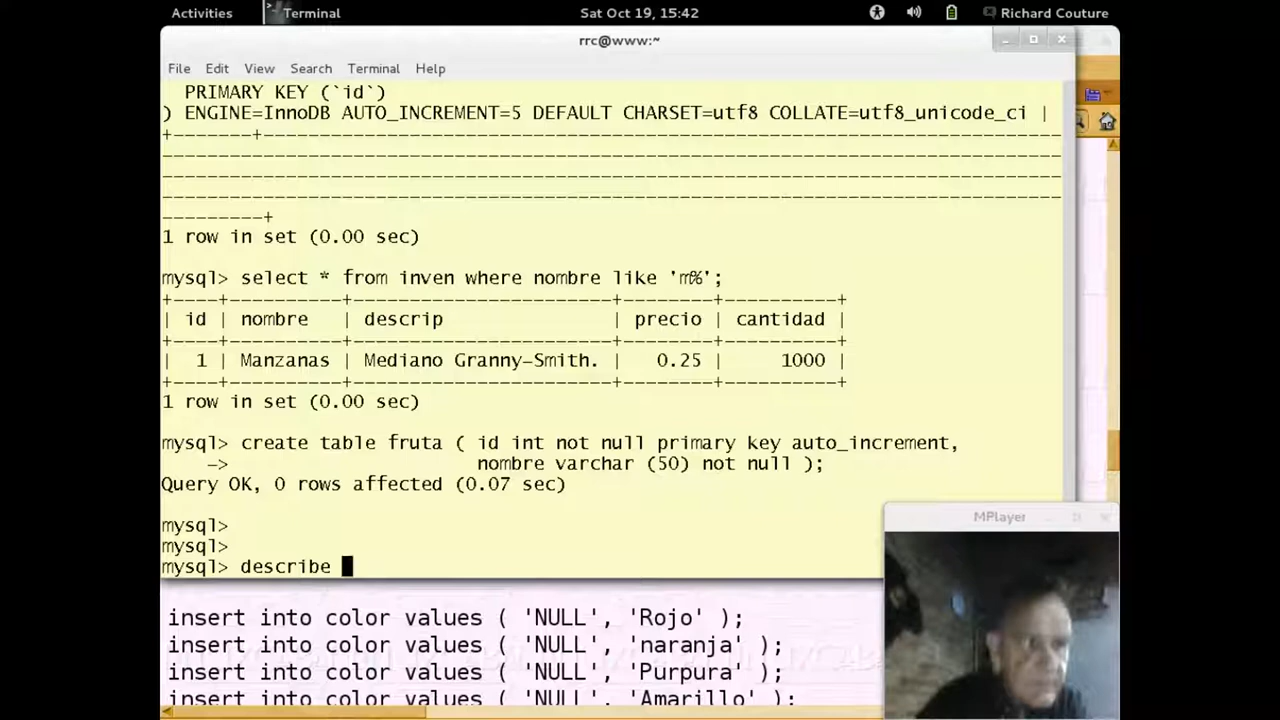 Activities Terminal Sat Oct 19, 15:42 Richard Couture
rrc@www:~
File Edit View Search Terminal Help
PRIMARY KEY (`id`)
) ENGINE=InnoDB AUTO_INCREMENT=5 DEFAULT CHARSET=utf8 COLLATE=utf8_unicode_ci |
+-------+-----------------------------------------------------------------------
--------------------------------------------------------------------------------
--------------------------------------------------------------------------------
--------------------------------------------------------------------------------
---------+
1 row in set (0.00 sec)
mysql> select * from inven where nombre like 'm%';
+----+----------+-----------------------+--------+----------+
| id | nombre   | descrip               | precio | cantidad |
+----+----------+-----------------------+--------+----------+
|  1 | Manzanas | Mediano Granny-Smith. |   0.25 |     1000 |
+----+----------+-----------------------+--------+----------+
1 row in set (0.00 sec)
mysql> create table fruta ( id int not null primary key auto_increment,
    ->                      nombre varchar (50) not null );
Query OK, 0 rows affected (0.07 sec)
mysql>
mysql>
mysql> describe
MPlayer
insert into color values ( 'NULL', 'Rojo' );
insert into color values ( 'NULL', 'naranja' );
insert into color values ( 'NULL', 'Purpura' );
insert into color values ( 'NULL', 'Amarillo' );